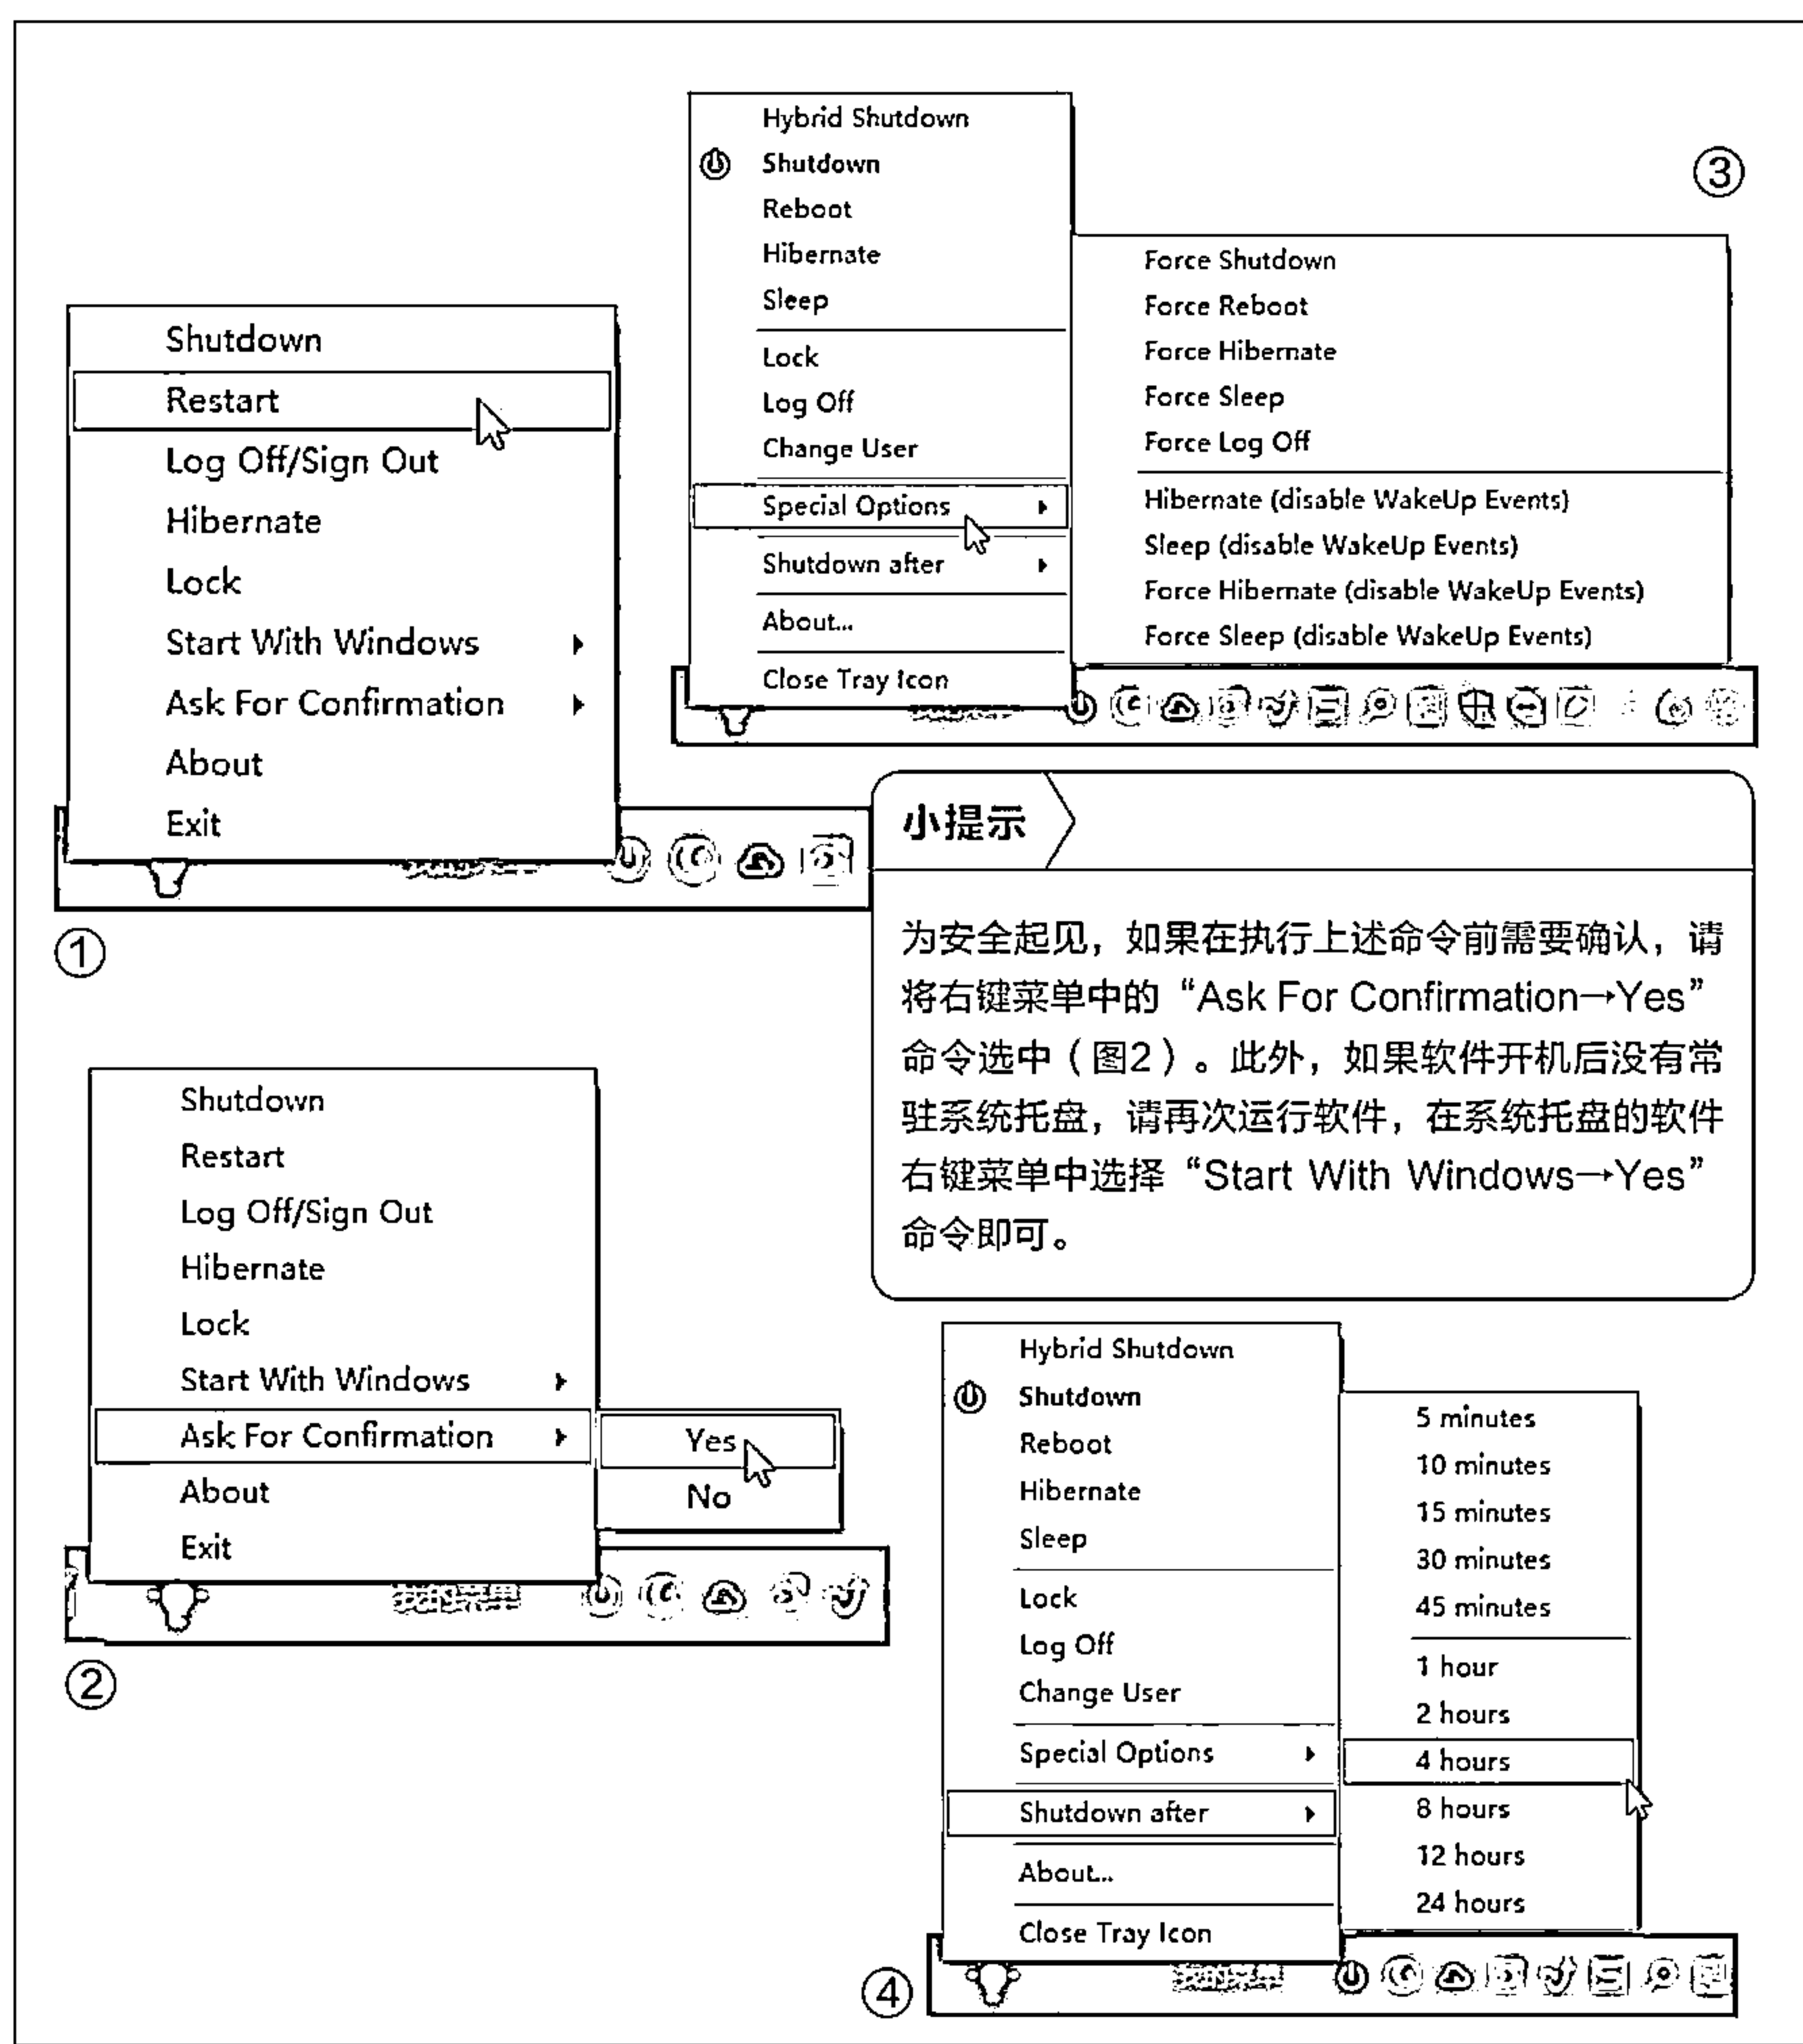 Shutdown
Restart
Log Off/Sign Out
Hibernate
Lock
Start With Windows
Ask For Confirmation
About
Exit
①
Hybrid Shutdown
Shutdown
Reboot
Hibernate
Sleep
Lock
Log Off
Change User
Special Options
Shutdown after
About...
Close Tray Icon
Force Shutdown
Force Reboot
Force Hibernate
Force Sleep
Force Log Off
Hibernate (disable WakeUp Events)
Sleep (disable WakeUp Events)
Force Hibernate (disable WakeUp Events)
Force Sleep (disable WakeUp Events)
③
小提示
为安全起见，如果在执行上述命令前需要确认，请
将右键菜单中的“Ask For Confirmation→Yes”
命令选中（图2）。此外，如果软件开机后没有常
驻系统托盘，请再次运行软件，在系统托盘的软件
右键菜单中选择“Start With Windows→Yes”
命令即可。
Shutdown
Restart
Log Off/Sign Out
Hibernate
Lock
Start With Windows
Ask For Confirmation
About
Exit
Yes
No
②
Hybrid Shutdown
Shutdown
Reboot
Hibernate
Sleep
Lock
Log Off
Change User
Special Options
Shutdown after
About...
Close Tray Icon
5 minutes
10 minutes
15 minutes
30 minutes
45 minutes
1 hour
2 hours
4 hours
8 hours
12 hours
24 hours
④